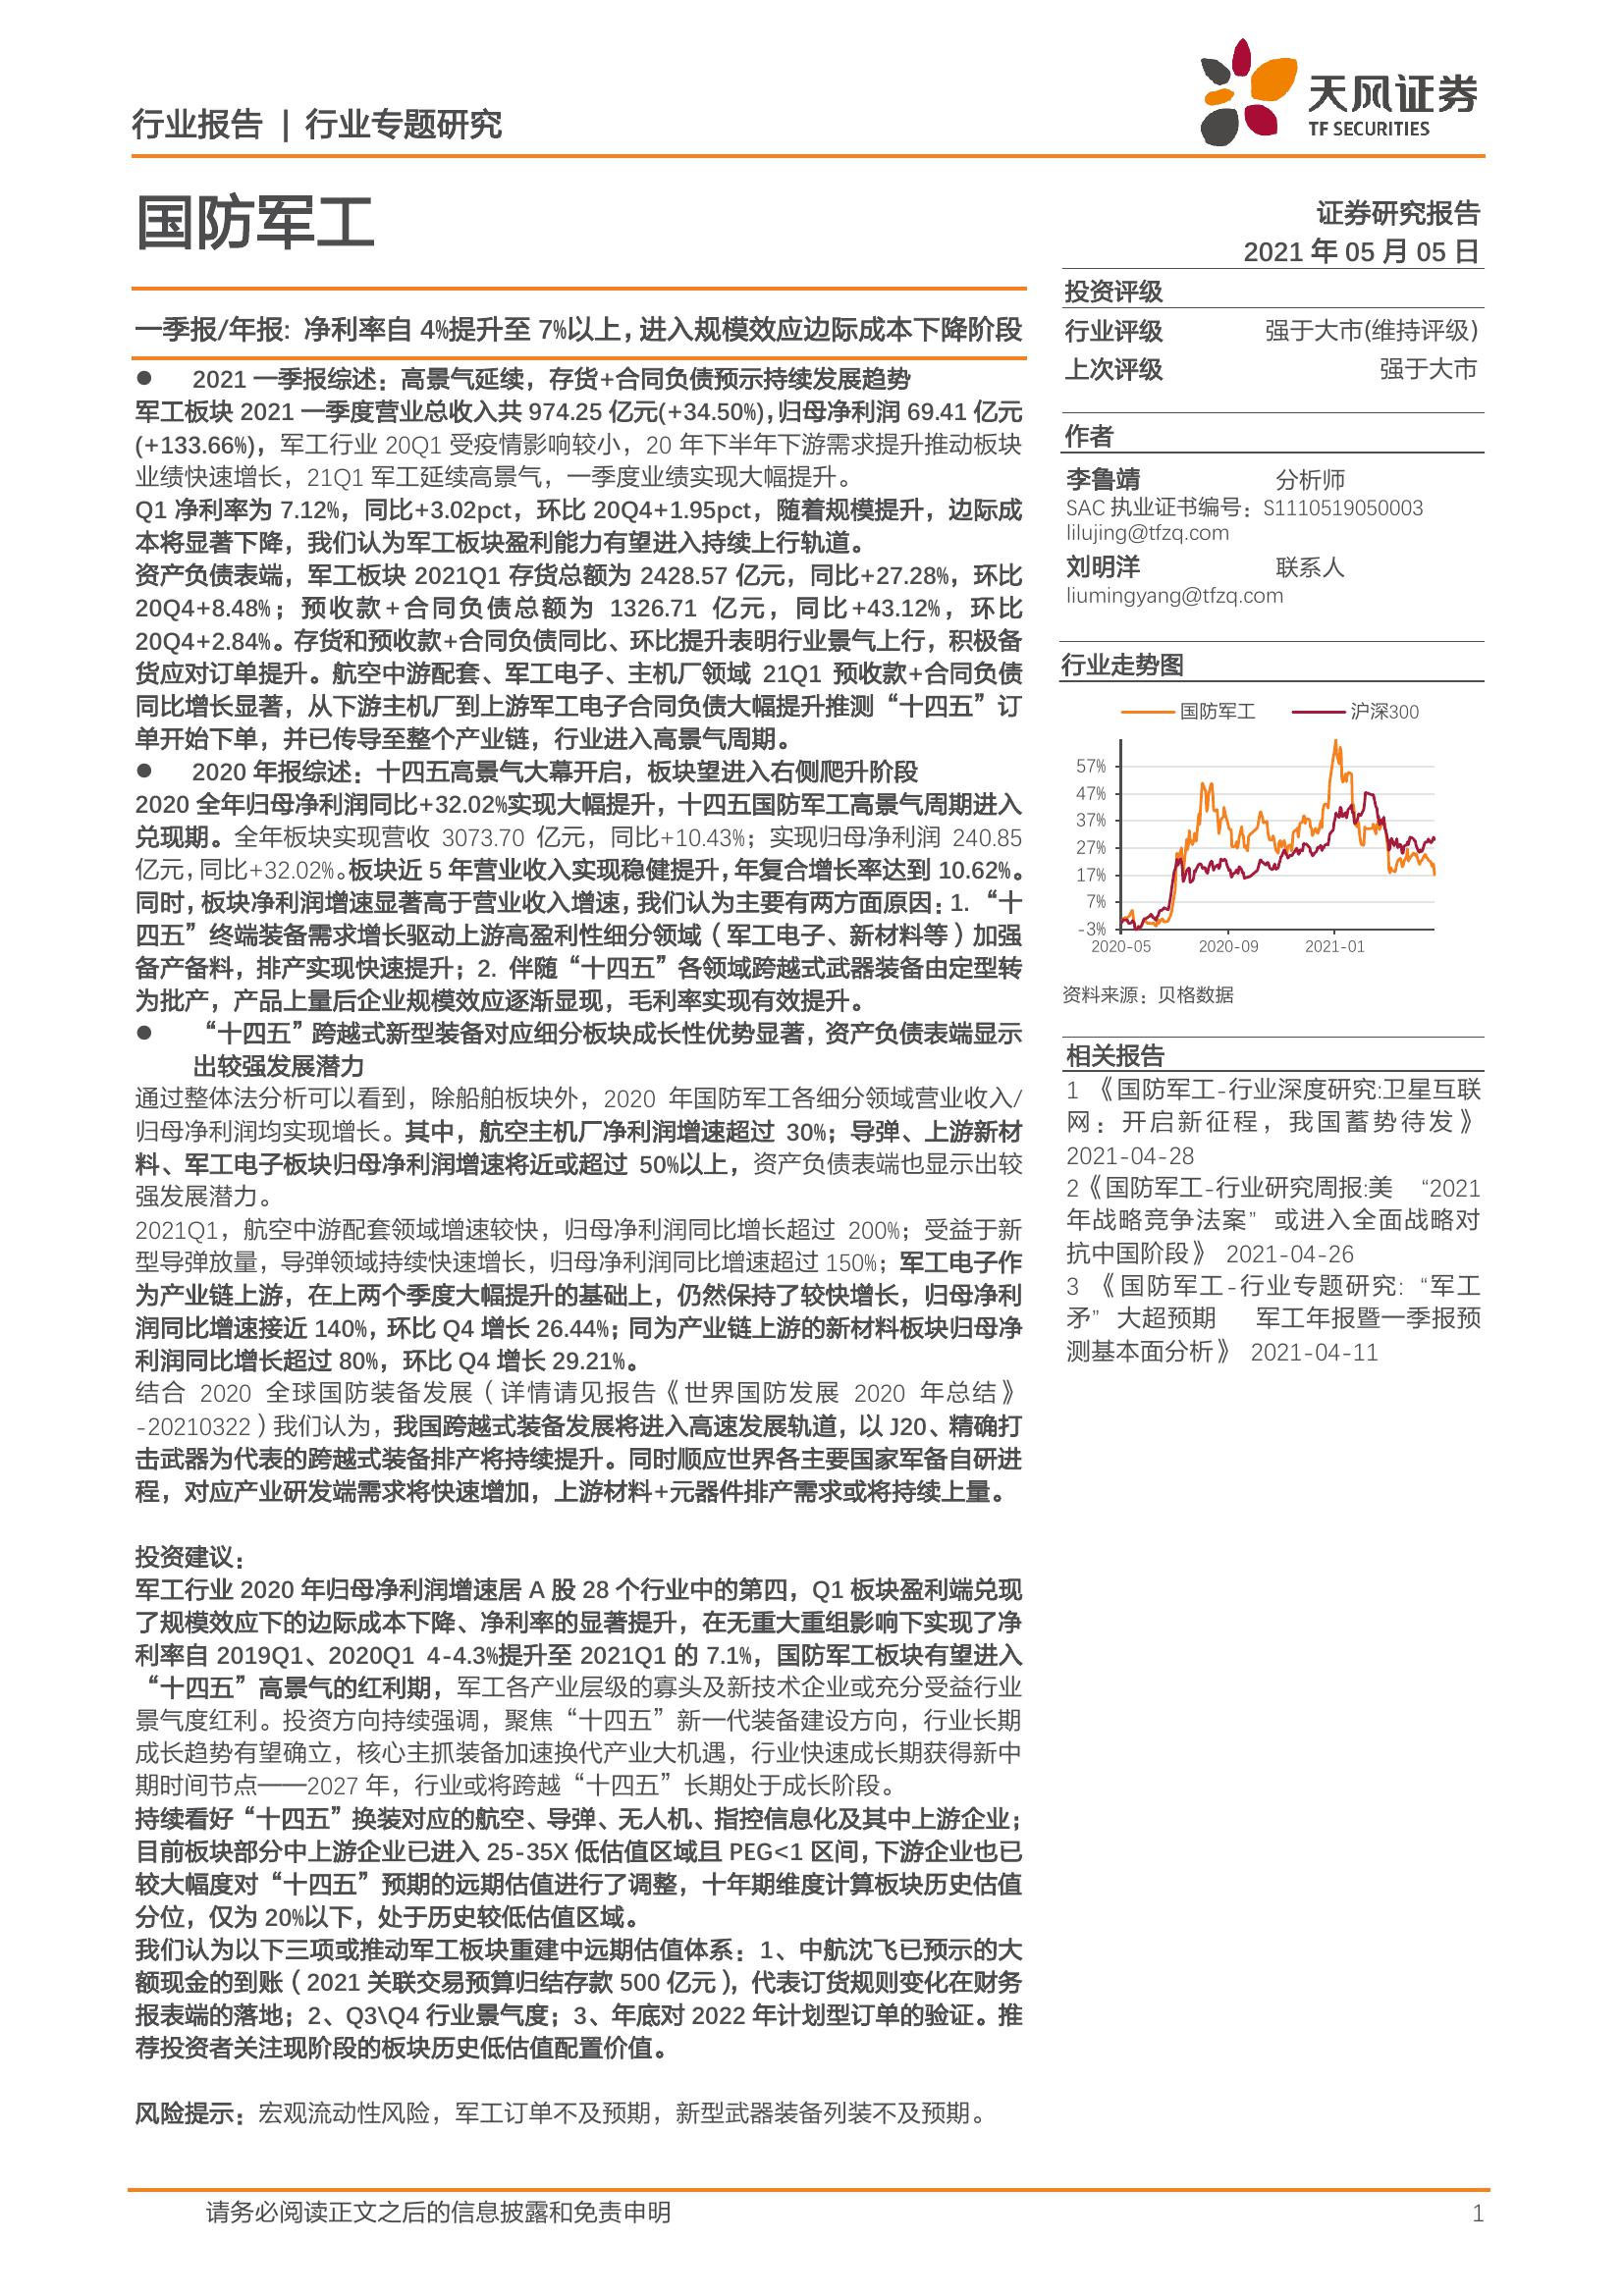 行业报告 | 行业专题研究
天风证券
TF SECURITIES
国防军工
证券研究报告
2021 年 05 月 05 日
一季报/年报：净利率自 4%提升至 7%以上，进入规模效应边际成本下降阶段
● 2021 一季报综述：高景气延续，存货+合同负债预示持续发展趋势
军工板块 2021 一季度营业总收入共 974.25 亿元(+34.50%)，归母净利润 69.41 亿元
(+133.66%)，军工行业 20Q1 受疫情影响较小，20 年下半年下游需求提升推动板块
业绩快速增长，21Q1 军工延续高景气，一季度业绩实现大幅提升。
Q1 净利率为 7.12%，同比+3.02pct，环比 20Q4+1.95pct，随着规模提升，边际成
本将显著下降，我们认为军工板块盈利能力有望进入持续上行轨道。
资产负债表端，军工板块 2021Q1 存货总额为 2428.57 亿元，同比+27.28%，环比
20Q4+8.48%；预收款+合同负债总额为 1326.71 亿元，同比+43.12%，环比
20Q4+2.84%。存货和预收款+合同负债同比、环比提升表明行业景气上行，积极备
货应对订单提升。航空中游配套、军工电子、主机厂领域 21Q1 预收款+合同负债
同比增长显著，从下游主机厂到上游军工电子合同负债大幅提升推测“十四五”订
单开始下单，并已传导至整个产业链，行业进入高景气周期。
● 2020 年报综述：十四五高景气大幕开启，板块望进入右侧爬升阶段
2020 全年归母净利润同比+32.02%实现大幅提升，十四五国防军工高景气周期进入
兑现期。全年板块实现营收 3073.70 亿元，同比+10.43%；实现归母净利润 240.85
亿元，同比+32.02%。板块近 5 年营业收入实现稳健提升，年复合增长率达到 10.62%。
同时，板块净利润增速显著高于营业收入增速，我们认为主要有两方面原因：1. “十
四五”终端装备需求增长驱动上游高盈利性细分领域（军工电子、新材料等）加强
备产备料，排产实现快速提升；2. 伴随“十四五”各领域跨越式武器装备由定型转
为批产，产品上量后企业规模效应逐渐显现，毛利率实现有效提升。
● “十四五”跨越式新型装备对应细分板块成长性优势显著，资产负债表端显示
出较强发展潜力
通过整体法分析可以看到，除船舶板块外，2020 年国防军工各细分领域营业收入/
归母净利润均实现增长。其中，航空主机厂净利润增速超过 30%；导弹、上游新材
料、军工电子板块归母净利润增速将近或超过 50%以上，资产负债表端也显示出较
强发展潜力。
2021Q1，航空中游配套领域增速较快，归母净利润同比增长超过 200%；受益于新
型导弹放量，导弹领域持续快速增长，归母净利润同比增速超过 150%；军工电子作
为产业链上游，在上两个季度大幅提升的基础上，仍然保持了较快增长，归母净利
润同比增速接近 140%，环比 Q4 增长 26.44%；同为产业链上游的新材料板块归母净
利润同比增长超过 80%，环比 Q4 增长 29.21%。
结合 2020 全球国防装备发展（详情请见报告《世界国防发展 2020 年总结》
-20210322）我们认为，我国跨越式装备发展将进入高速发展轨道，以 J20、精确打
击武器为代表的跨越式装备排产将持续提升。同时顺应世界各主要国家军备自研进
程，对应产业研发端需求将快速增加，上游材料+元器件排产需求或将持续上量。
投资建议：
军工行业 2020 年归母净利润增速居 A 股 28 个行业中的第四，Q1 板块盈利端兑现
了规模效应下的边际成本下降、净利率的显著提升，在无重大重组影响下实现了净
利率自 2019Q1、2020Q1 4-4.3%提升至 2021Q1 的 7.1%，国防军工板块有望进入
“十四五”高景气的红利期，军工各产业层级的寡头及新技术企业或充分受益行业
景气度红利。投资方向持续强调，聚焦“十四五”新一代装备建设方向，行业长期
成长趋势有望确立，核心主抓装备加速换代产业大机遇，行业快速成长期获得新中
期时间节点——2027 年，行业或将跨越“十四五”长期处于成长阶段。
持续看好“十四五”换装对应的航空、导弹、无人机、指控信息化及其中上游企业；
目前板块部分中上游企业已进入 25-35X 低估值区域且 PEG<1 区间，下游企业也已
较大幅度对“十四五”预期的远期估值进行了调整，十年期维度计算板块历史估值
分位，仅为 20%以下，处于历史较低估值区域。
我们认为以下三项或推动军工板块重建中远期估值体系：1、中航沈飞已预示的大
额现金的到账（2021 关联交易预算归结存款 500 亿元），代表订货规则变化在财务
报表端的落地；2、Q3\Q4 行业景气度；3、年底对 2022 年计划型订单的验证。推
荐投资者关注现阶段的板块历史低估值配置价值。
风险提示：宏观流动性风险，军工订单不及预期，新型武器装备列装不及预期。
投资评级
行业评级 强于大市(维持评级)
上次评级 强于大市
作者
李鲁靖 分析师
SAC 执业证书编号：S1110519050003
lilujing@tfzq.com
刘明洋 联系人
liumingyang@tfzq.com
行业走势图
国防军工 沪深300
57%
47%
37%
27%
17%
7%
-3%
2020-05 2020-09 2021-01
资料来源：贝格数据
相关报告
1 《国防军工-行业深度研究:卫星互联
网：开启新征程，我国蓄势待发》
2021-04-28
2《国防军工-行业研究周报:美 “2021
年战略竞争法案”或进入全面战略对
抗中国阶段》 2021-04-26
3 《国防军工-行业专题研究:“军工
矛”大超预期 军工年报暨一季报预
测基本面分析》 2021-04-11
请务必阅读正文之后的信息披露和免责申明
1